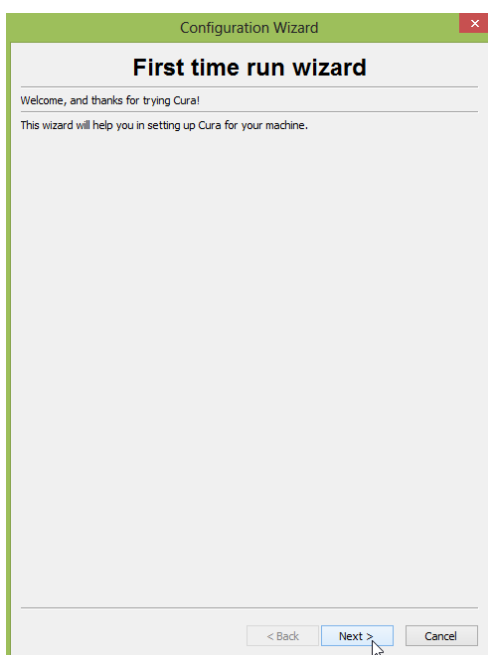 Configuration Wizard
First time run wizard
Welcome, and thanks for trying Cura!
This wizard will help you in setting up Cura for your machine.
< Back Next > Cancel